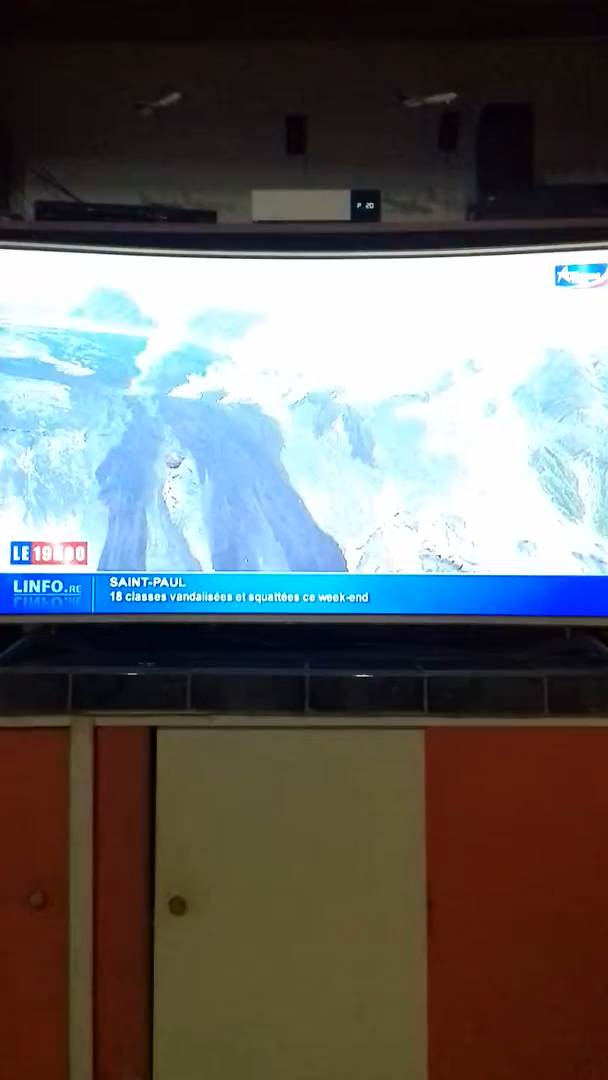 P 20
LE 19H00
LINFO.RE
SAINT-PAUL
18 classes vandalisées et squattées ce week-end